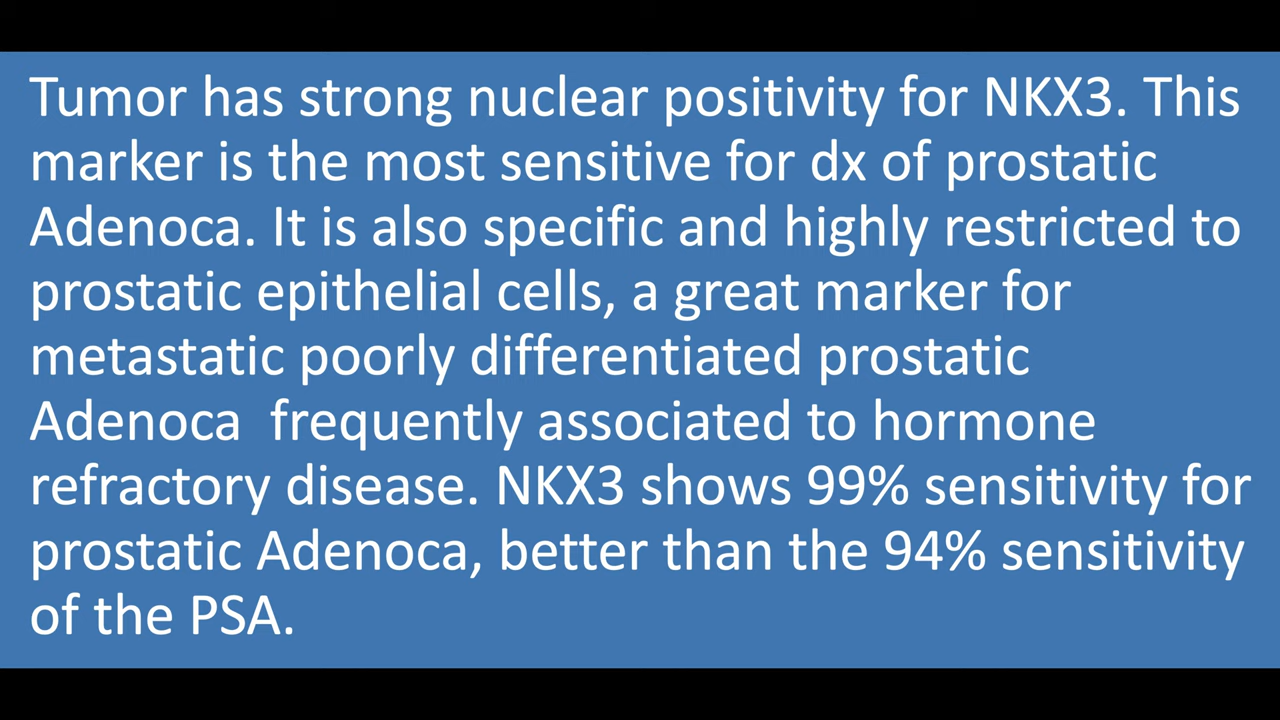 Tumor has strong nuclear positivity for NKX3. This
marker is the most sensitive for dx of prostatic
Adenoca. It is also specific and highly restricted to
prostatic epithelial cells, a great marker for
metastatic poorly differentiated prostatic
Adenoca  frequently associated to hormone
refractory disease. NKX3 shows 99% sensitivity for
prostatic Adenoca, better than the 94% sensitivity
of the PSA.